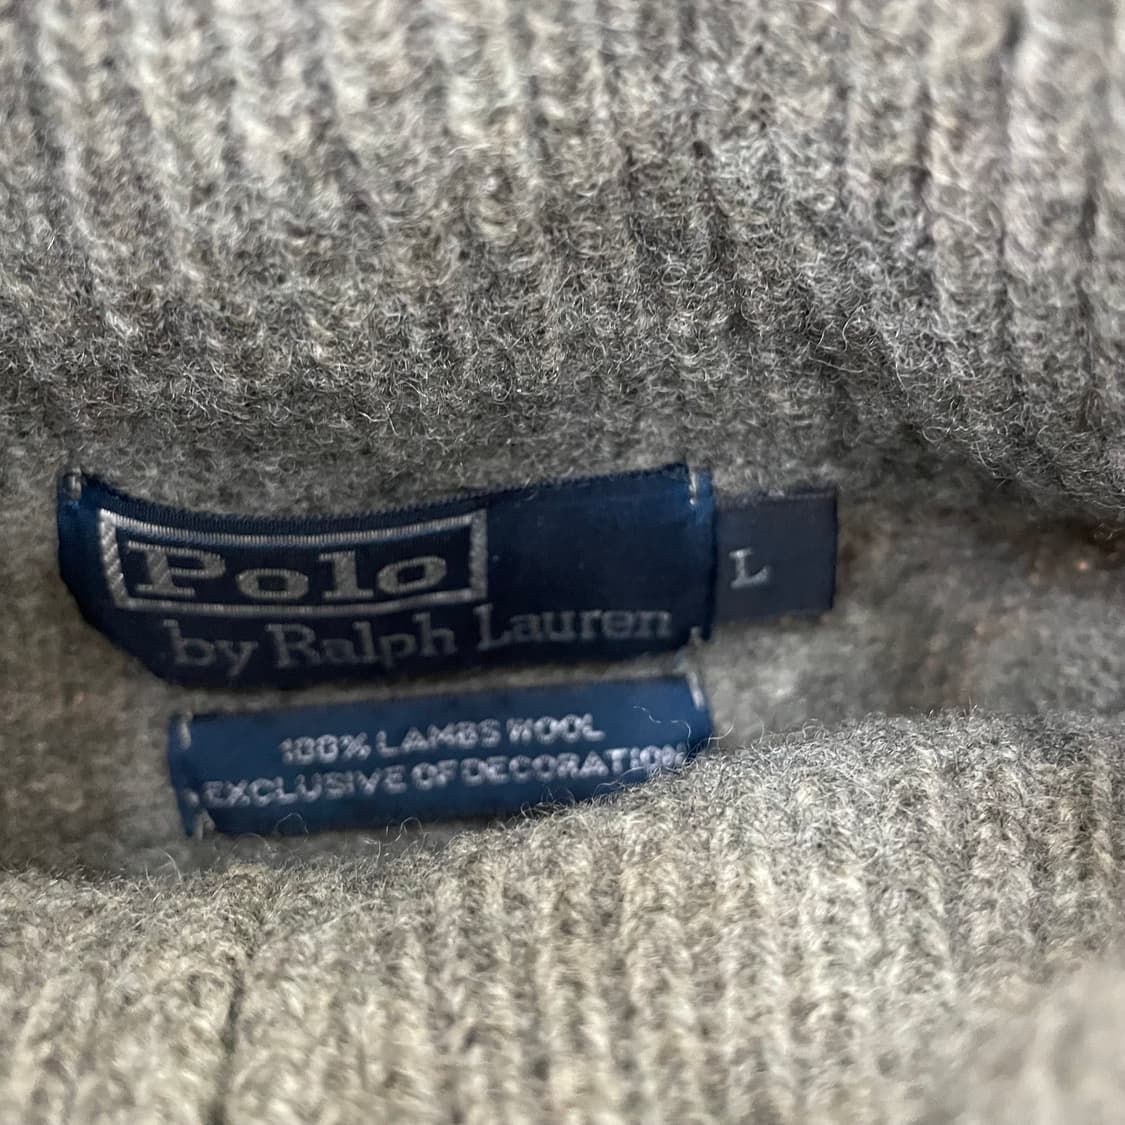 Polo
by Ralph Lauren
L
100% LAMBS WOOL
EXCLUSIVE OF DECORATION